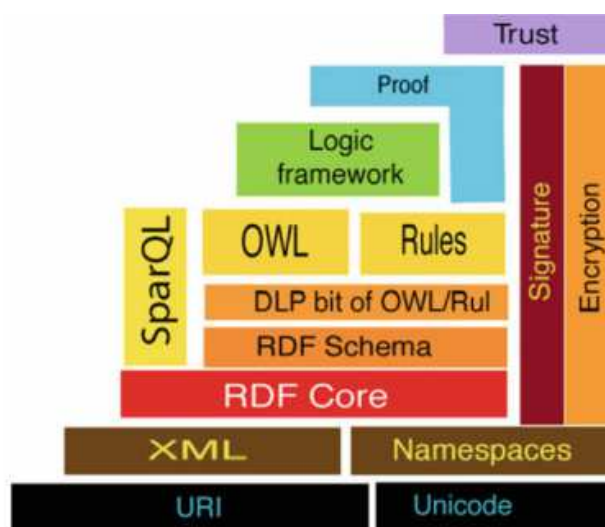 Trust
Proof
Logic
framework
SparQL
OWL
Rules
Signature
Encryption
DLP bit of OWL/Rul
RDF Schema
RDF Core
XML
Namespaces
URI
Unicode